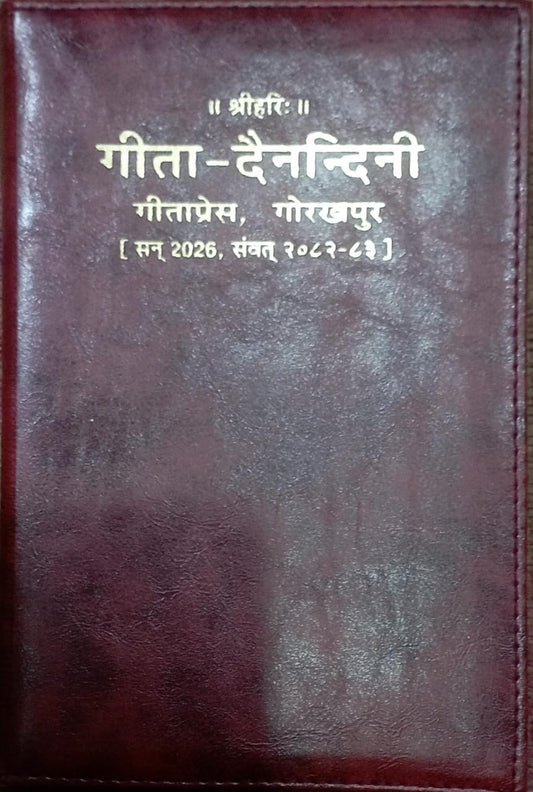 ॥ श्रीहरिः ॥
गीता-दैनन्दिनी
गीताप्रेस, गोरखपुर
[ सन् 2026, संवत् २०८२-८३ ]